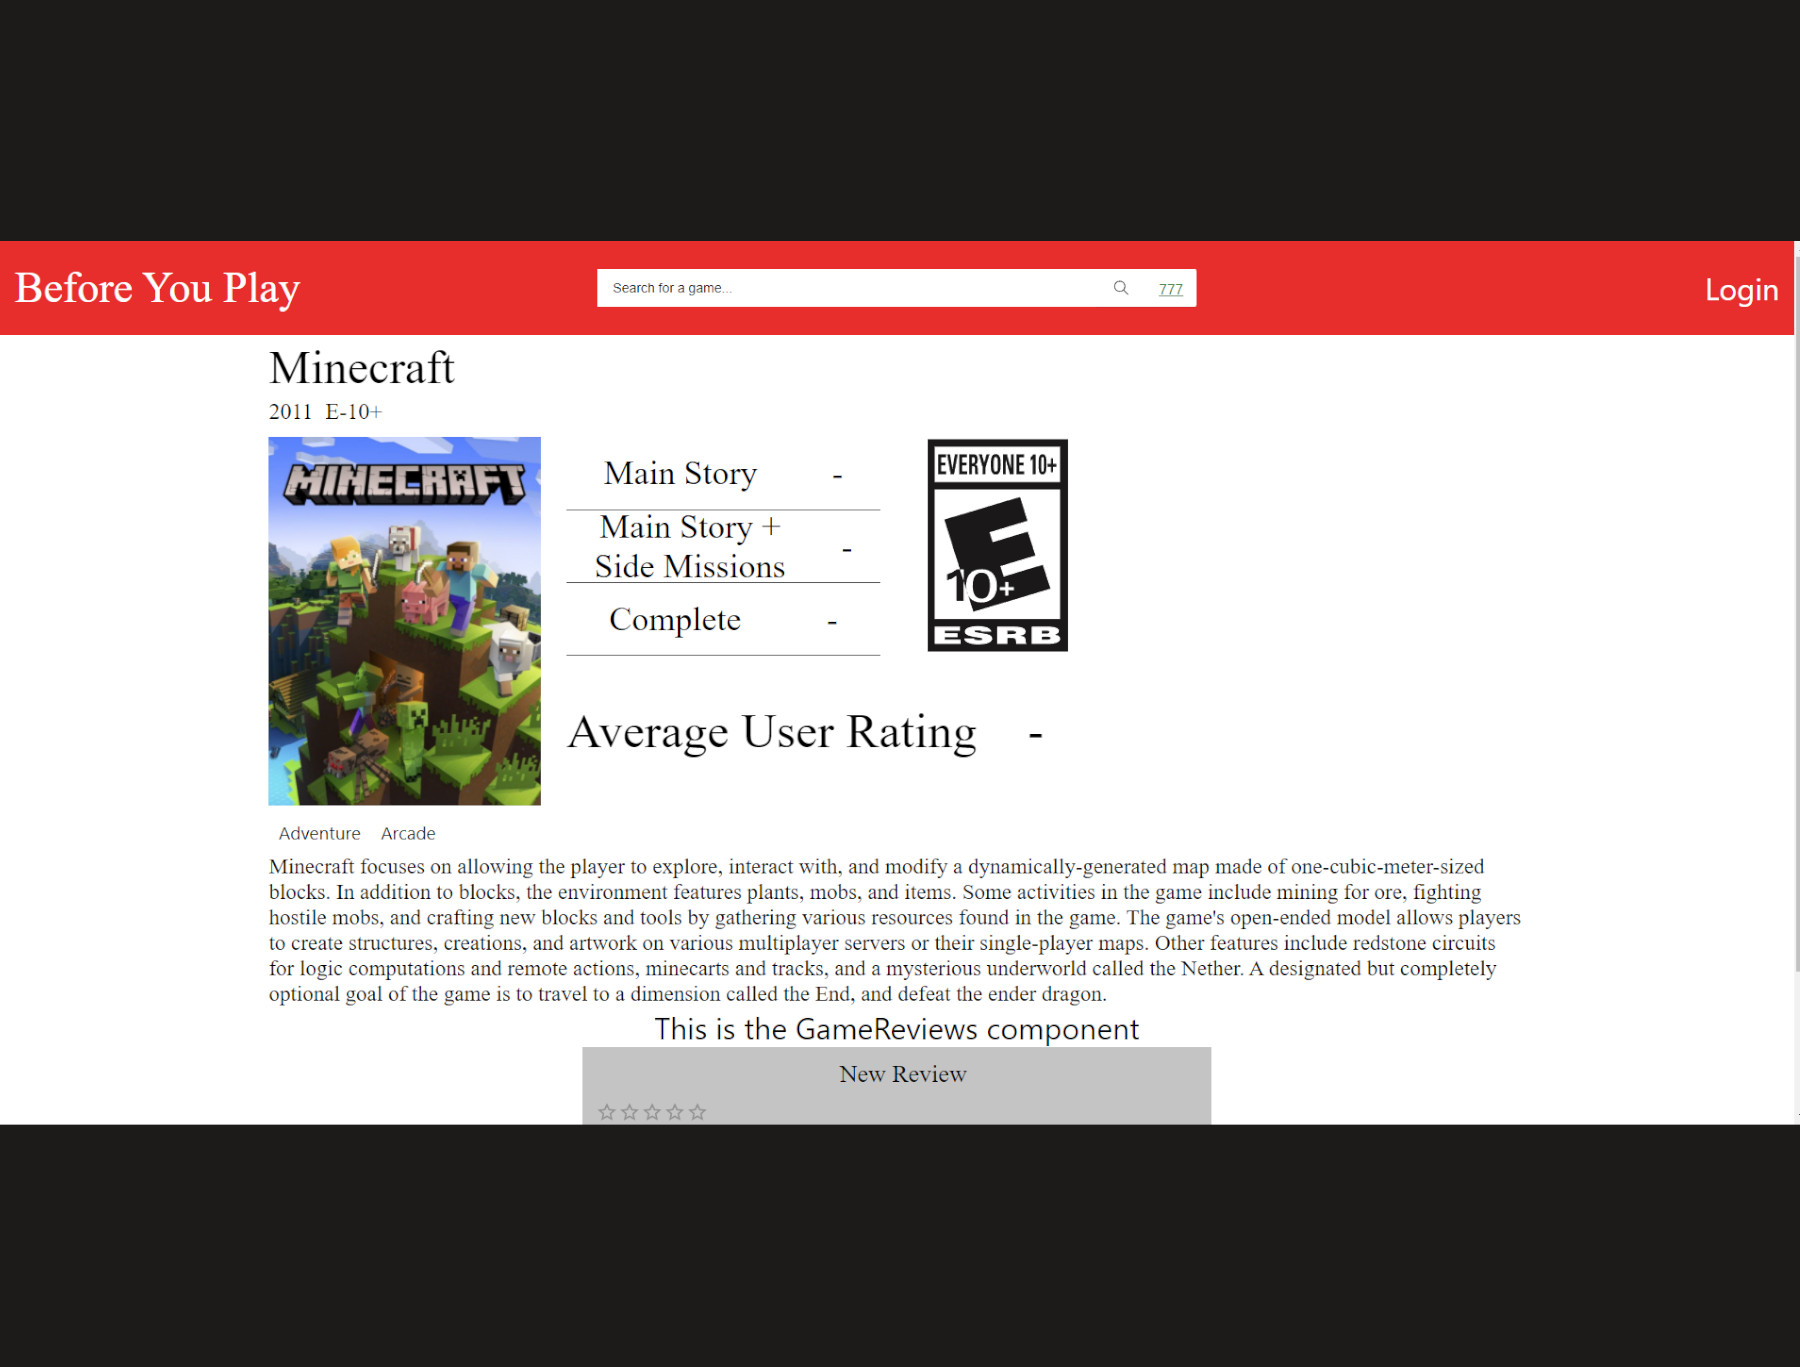 Before You Play
Search for a game...
777
Login
Minecraft
2011 E-10+
MINECRAFT
Main Story -
Main Story +
Side Missions -
Complete -
EVERYONE 10+
E
10+
ESRB
Average User Rating -
Adventure Arcade
Minecraft focuses on allowing the player to explore, interact with, and modify a dynamically-generated map made of one-cubic-meter-sized
blocks. In addition to blocks, the environment features plants, mobs, and items. Some activities in the game include mining for ore, fighting
hostile mobs, and crafting new blocks and tools by gathering various resources found in the game. The game's open-ended model allows players
to create structures, creations, and artwork on various multiplayer servers or their single-player maps. Other features include redstone circuits
for logic computations and remote actions, minecarts and tracks, and a mysterious underworld called the Nether. A designated but completely
optional goal of the game is to travel to a dimension called the End, and defeat the ender dragon.
This is the GameReviews component
New Review